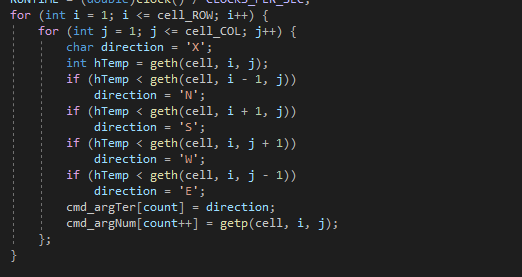 RUNTIME = (double)clock() / CLOCKS_PER_SEC;
for (int i = 1; i <= cell_ROW; i++) {
    for (int j = 1; j <= cell_COL; j++) {
        char direction = 'X';
        int hTemp = geth(cell, i, j);
        if (hTemp < geth(cell, i - 1, j))
            direction = 'N';
        if (hTemp < geth(cell, i + 1, j))
            direction = 'S';
        if (hTemp < geth(cell, i, j + 1))
            direction = 'W';
        if (hTemp < geth(cell, i, j - 1))
            direction = 'E';
        cmd_argTer[count] = direction;
        cmd_argNum[count++] = getp(cell, i, j);
    };
}